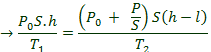 → P₀S.h / T₁ = (P₀ + P/S) S(h − l) / T₂